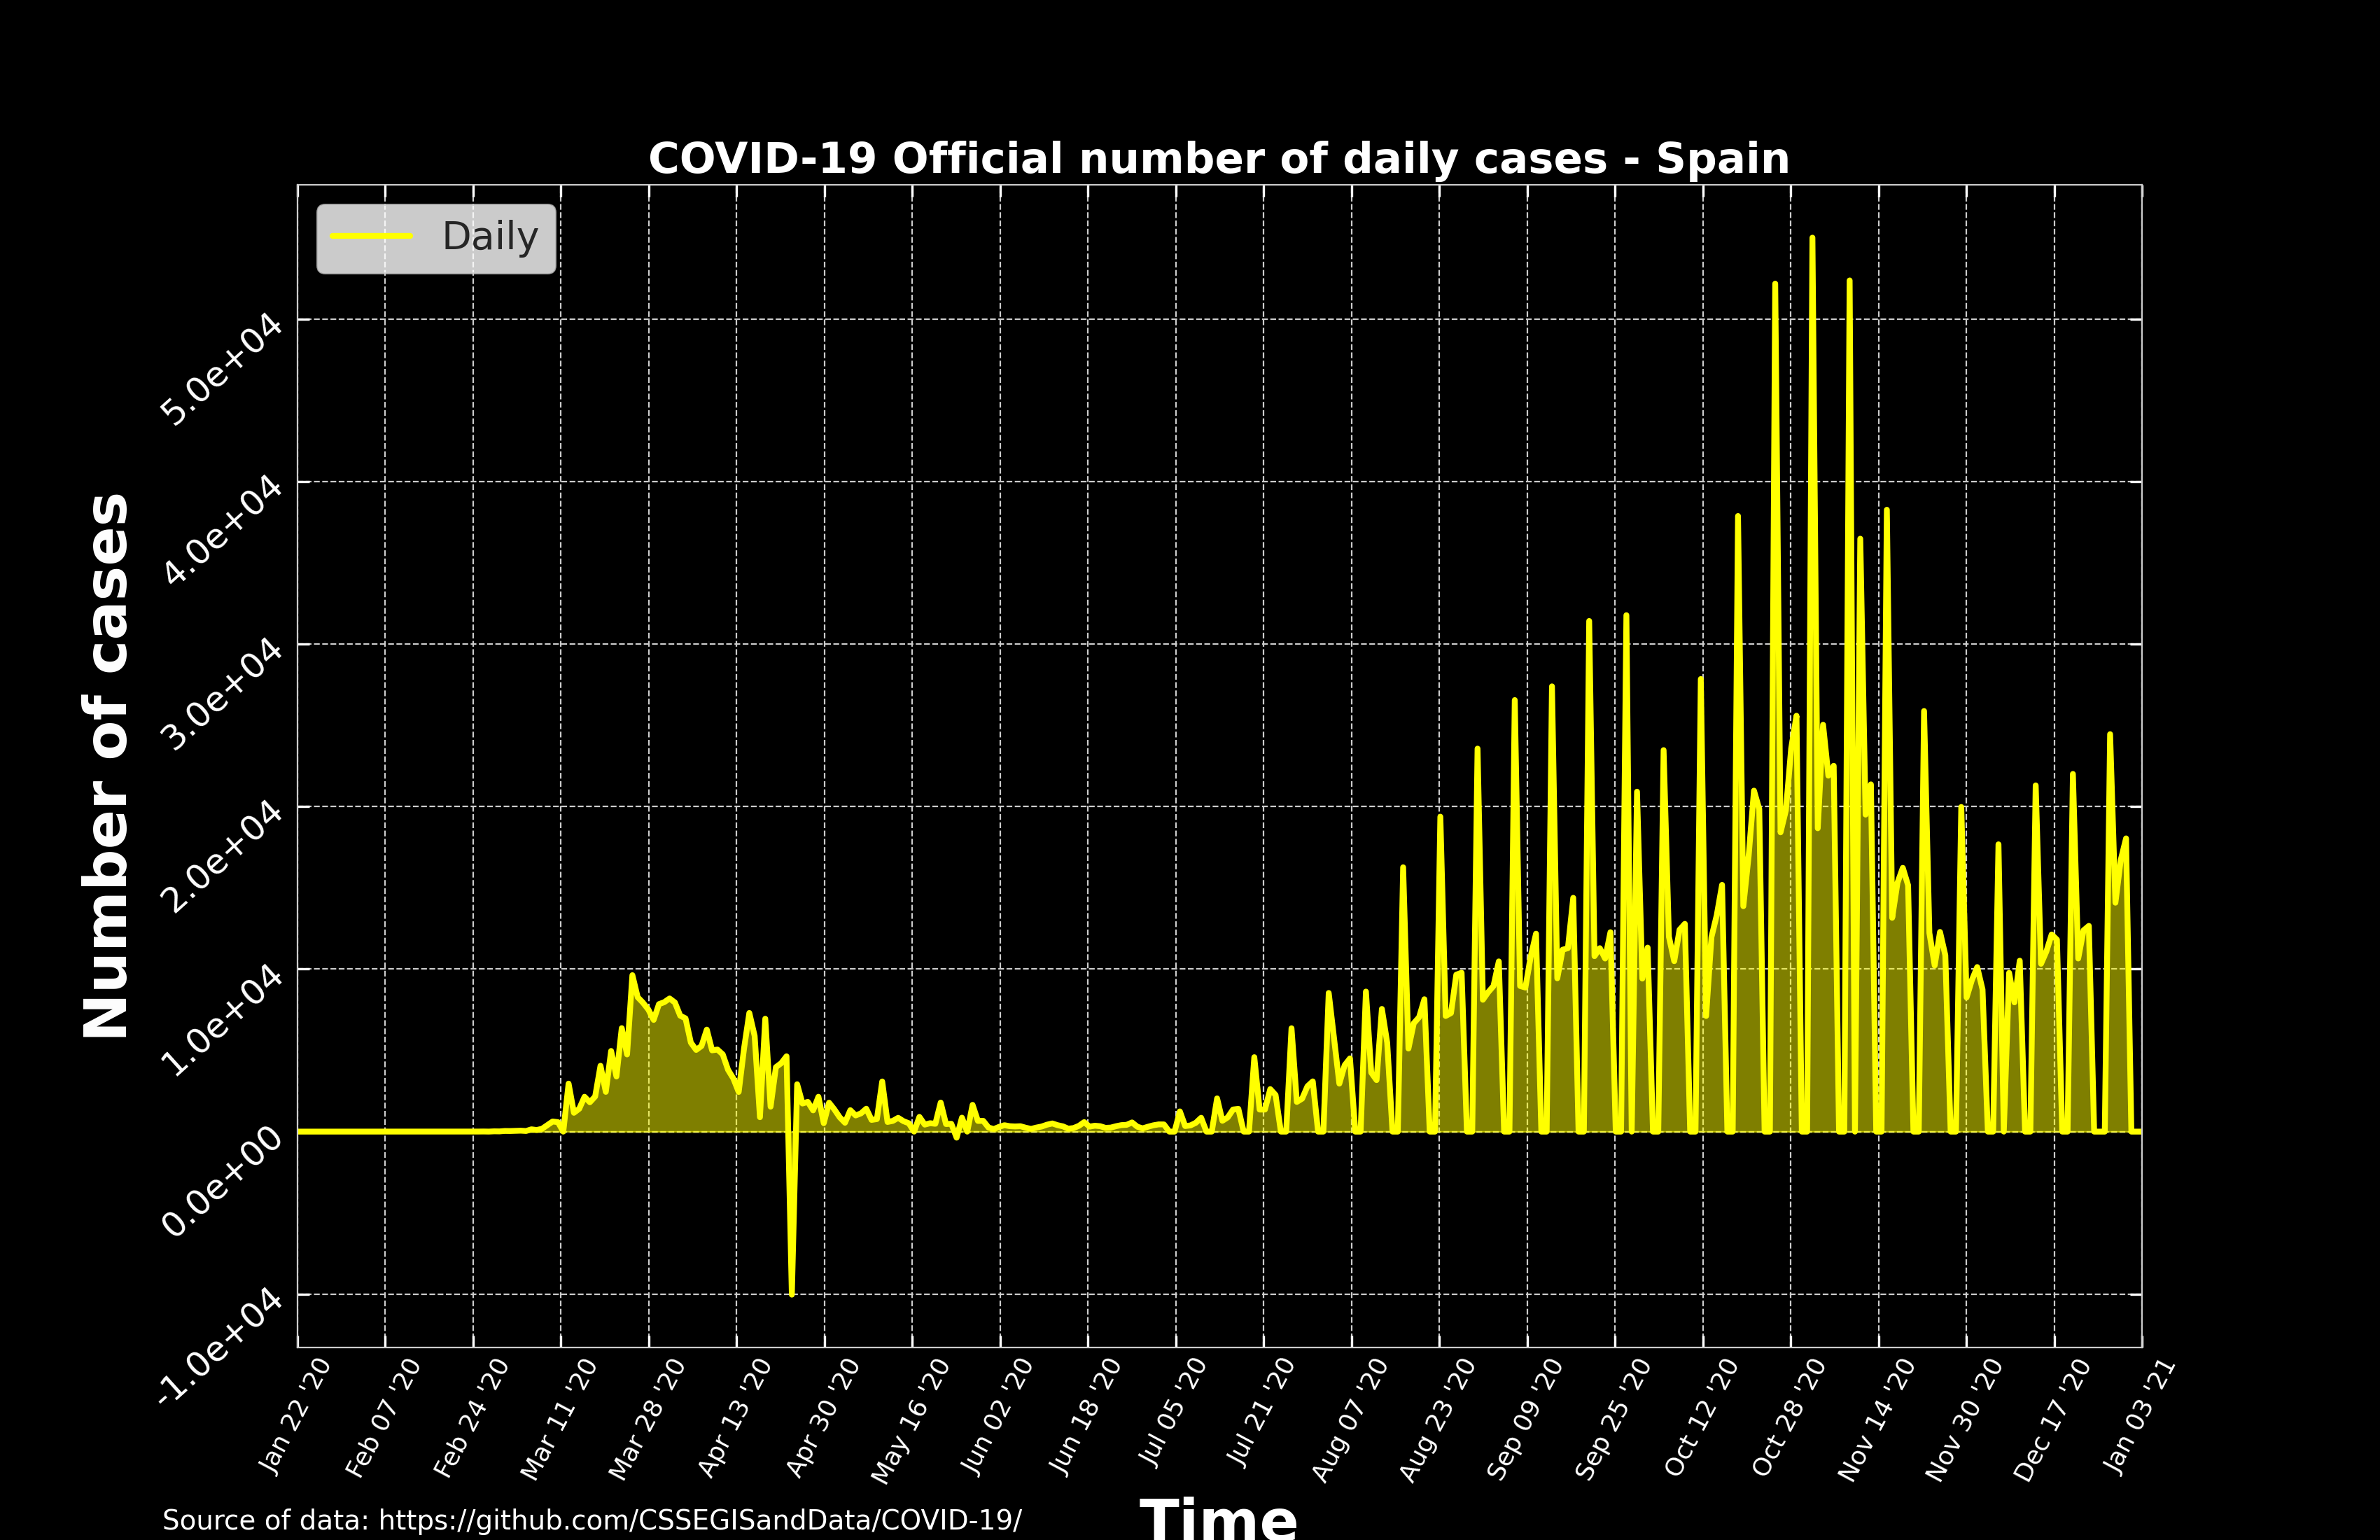 COVID-19 Official number of daily cases - Spain
Daily
Number of cases
5.0e+04
4.0e+04
3.0e+04
2.0e+04
1.0e+04
0.0e+00
-1.0e+04
Jan 22 '20
Feb 07 '20
Feb 24 '20
Mar 11 '20
Mar 28 '20
Apr 13 '20
Apr 30 '20
May 16 '20
Jun 02 '20
Jun 18 '20
Jul 05 '20
Jul 21 '20
Aug 07 '20
Aug 23 '20
Sep 09 '20
Sep 25 '20
Oct 12 '20
Oct 28 '20
Nov 14 '20
Nov 30 '20
Dec 17 '20
Jan 03 '21
Time
Source of data: https://github.com/CSSEGISandData/COVID-19/